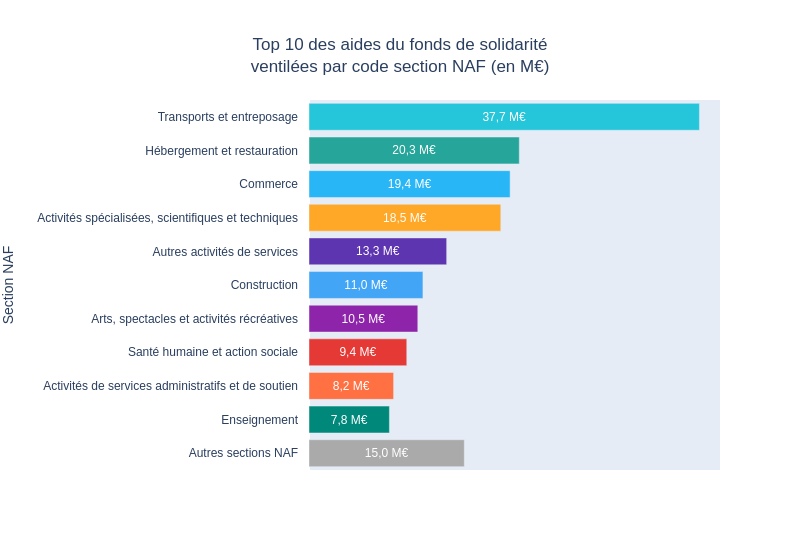 Top 10 des aides du fonds de solidarité
ventilées par code section NAF (en M€)
Section NAF
Transports et entreposage 37,7 M€
Hébergement et restauration 20,3 M€
Commerce 19,4 M€
Activités spécialisées, scientifiques et techniques 18,5 M€
Autres activités de services 13,3 M€
Construction 11,0 M€
Arts, spectacles et activités récréatives 10,5 M€
Santé humaine et action sociale 9,4 M€
Activités de services administratifs et de soutien 8,2 M€
Enseignement 7,8 M€
Autres sections NAF 15,0 M€